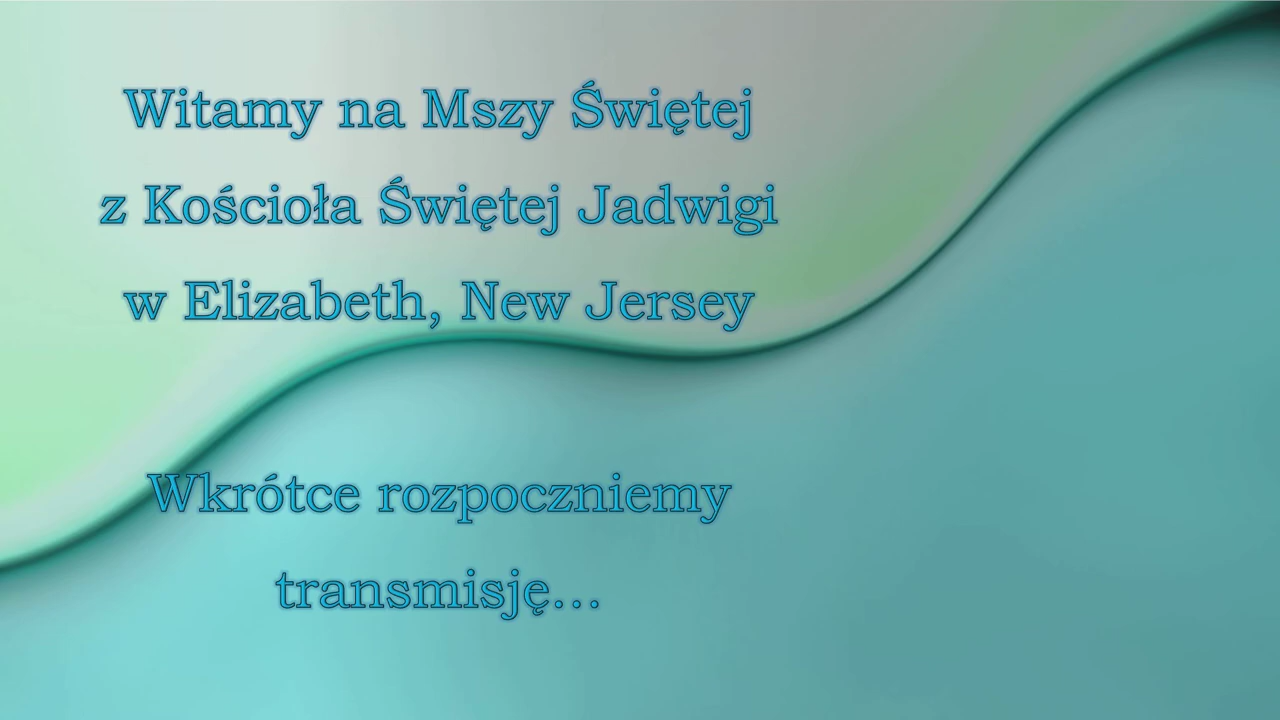 Witamy na Mszy Świętej
z Kościoła Świętej Jadwigi
w Elizabeth, New Jersey
Wkrótce rozpoczniemy
transmisję...